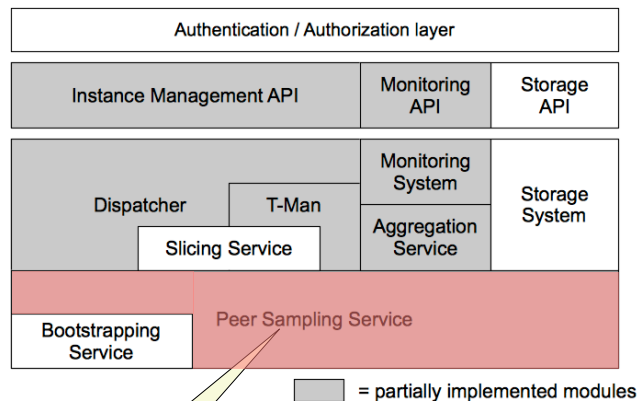 Authentication / Authorization layer
Instance Management API
Monitoring
API
Storage
API
Monitoring
System
Dispatcher
T-Man
Storage
System
Aggregation
Service
Slicing Service
Peer Sampling Service
Bootstrapping
Service
= partially implemented modules